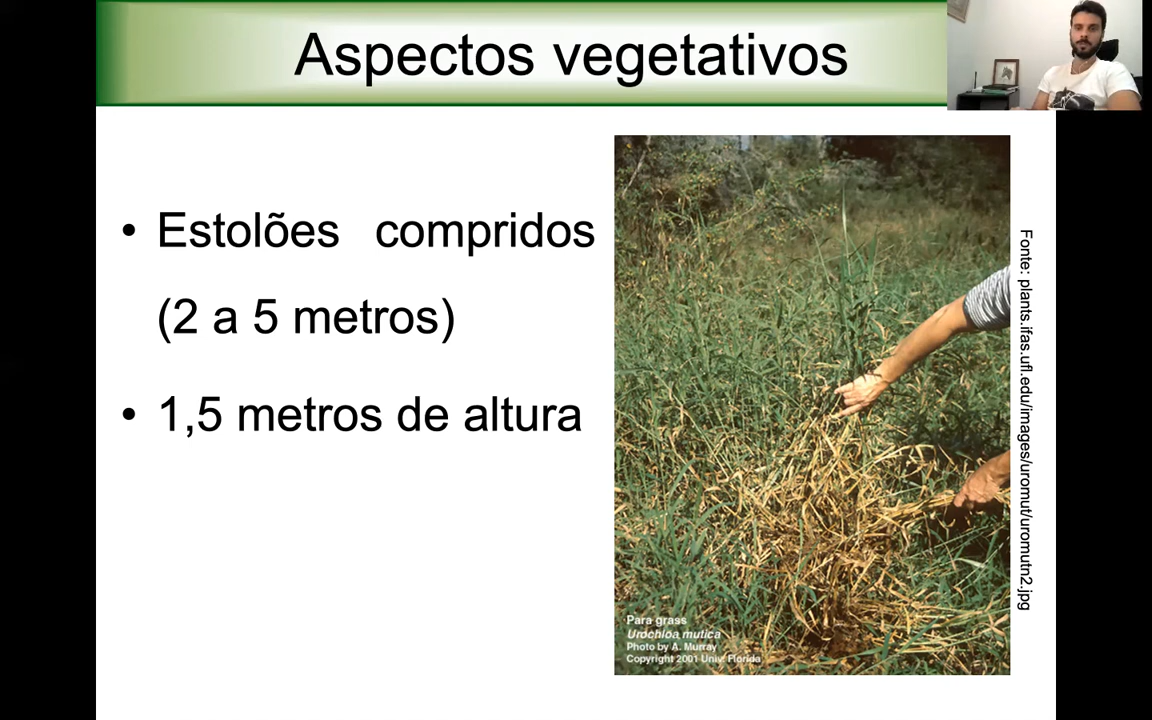 Aspectos vegetativos
• Estolões compridos
(2 a 5 metros)
• 1,5 metros de altura
Fonte: plants.ifas.ufl.edu/images/uromut/uromutn2.jpg
Para grass
Urochloa mutica
Photo by A. Murray
Copyright 2001 Univ. Florida